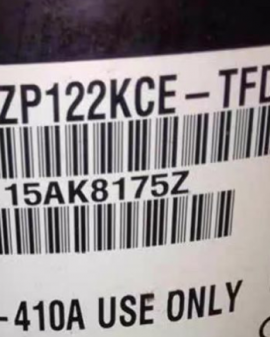 ZP122KCE-TFD
15AK8175Z
-410A USE ONLY